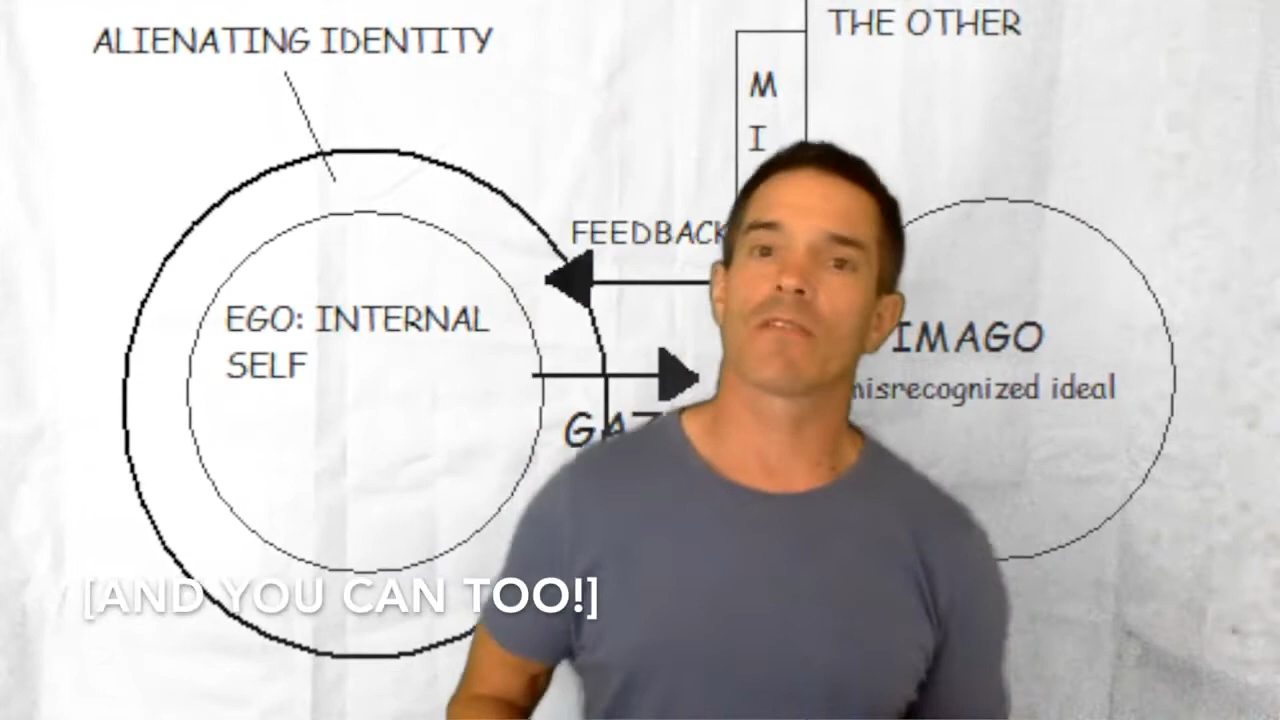 ALIENATING IDENTITY
THE OTHER
M
I
FEEDBACK
EGO: INTERNAL
SELF
IMAGO
misrecognized ideal
[AND YOU CAN TOO!]